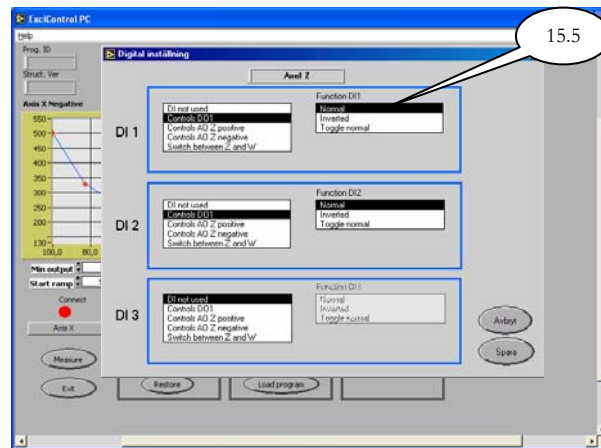 ExciControl PC
Help
15.5
Prog. ID
Struct. Ver
Axis X Negative
550
500
450
400
350
300
250
200
130
100,0 80,0
Min output
Start ramp
Connect
Axis X
Measure
Exit
Restore
Load program
Digital inställning
Axel Z
DI 1
DI not used
Controls DO1
Controls AO Z positive
Controls AO Z negative
Switch between Z and W
Function DI1
Normal
Inverted
Toggle normal
DI 2
DI not used
Controls DO1
Controls AO Z positive
Controls AO Z negative
Switch between Z and W
Function DI2
Normal
Inverted
Toggle normal
DI 3
DI not used
Controls DO1
Controls AO Z positive
Controls AO Z negative
Switch between Z and W
Function DI3
Normal
Inverted
Toggle normal
Avbryt
Spara